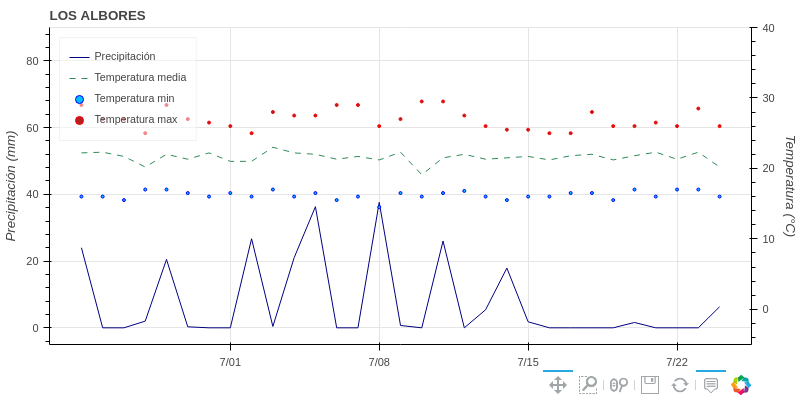 LOS ALBORES
Precipitación
Temperatura media
Temperatura min
Temperatura max
Precipitación (mm)
80
60
40
20
0
40
30
20
10
0
Temperatura (°C)
7/01
7/08
7/15
7/22